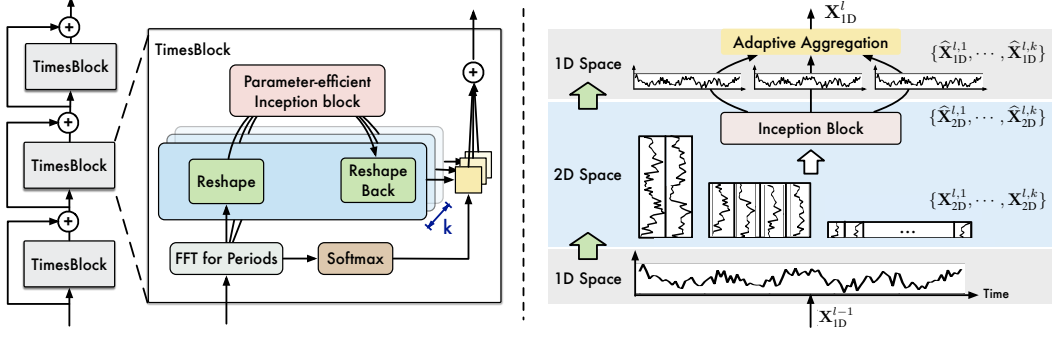 TimesBlock
TimesBlock
TimesBlock
TimesBlock
Parameter-efficient
Inception block
Reshape
Reshape
Back
k
FFT for Periods
Softmax
X^l_1D
Adaptive Aggregation
1D Space
{X̂^{l,1}_1D, ⋯, X̂^{l,k}_1D}
Inception Block
{X̂^{l,1}_2D, ⋯, X̂^{l,k}_2D}
2D Space
{X^{l,1}_2D, ⋯, X^{l,k}_2D}
...
1D Space
Time
X^{l−1}_1D